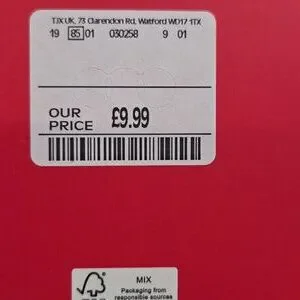 TJX UK, 73 Clarendon Rd, Watford WD17 1TX
19 85 01 030258 9 01
OUR
PRICE £9.99
MIX
Packaging from
responsible sources